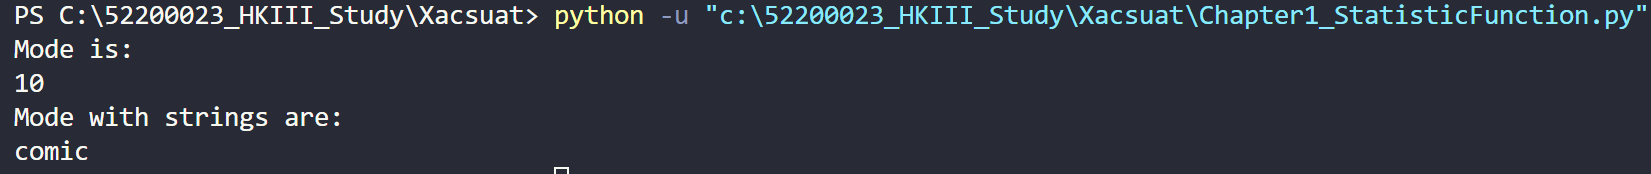 PS C:\52200023_HKIII_Study\Xacsuat> python -u "c:\52200023_HKIII_Study\Xacsuat\Chapter1_StatisticFunction.py"
Mode is:
10
Mode with strings are:
comic